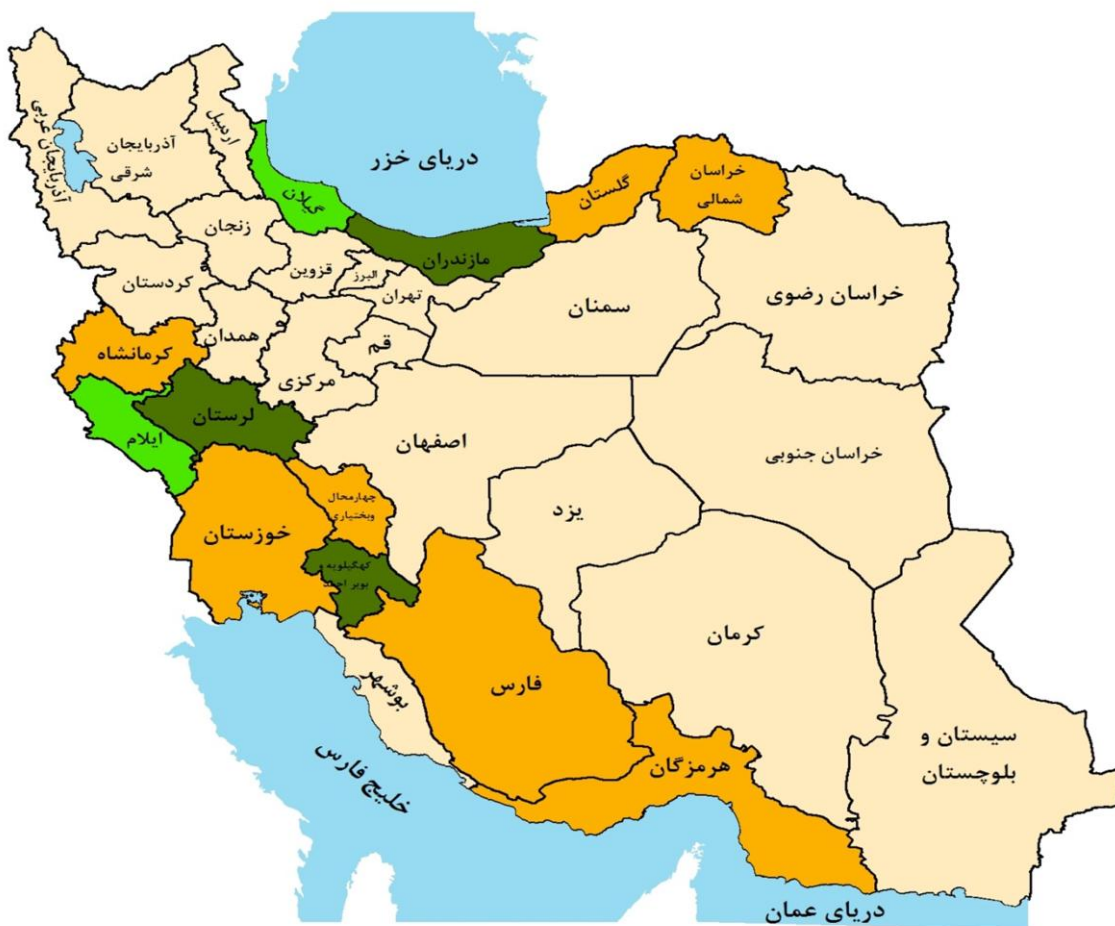 دریای خزر
آذربایجان غربی
آذربایجان
شرقی
اردبیل
گیلان
مازندران
گلستان
خراسان
شمالی
زنجان
قزوین
البرز
تهران
سمنان
خراسان رضوی
کردستان
همدان
قم
مرکزی
کرمانشاه
لرستان
ایلام
اصفهان
خراسان جنوبی
چهارمحال
وبختیاری
یزد
خوزستان
کهگیلویه و
بویر
کرمان
فارس
بوشهر
سیستان و
بلوچستان
هرمزگان
خلیج فارس
دریای عمان